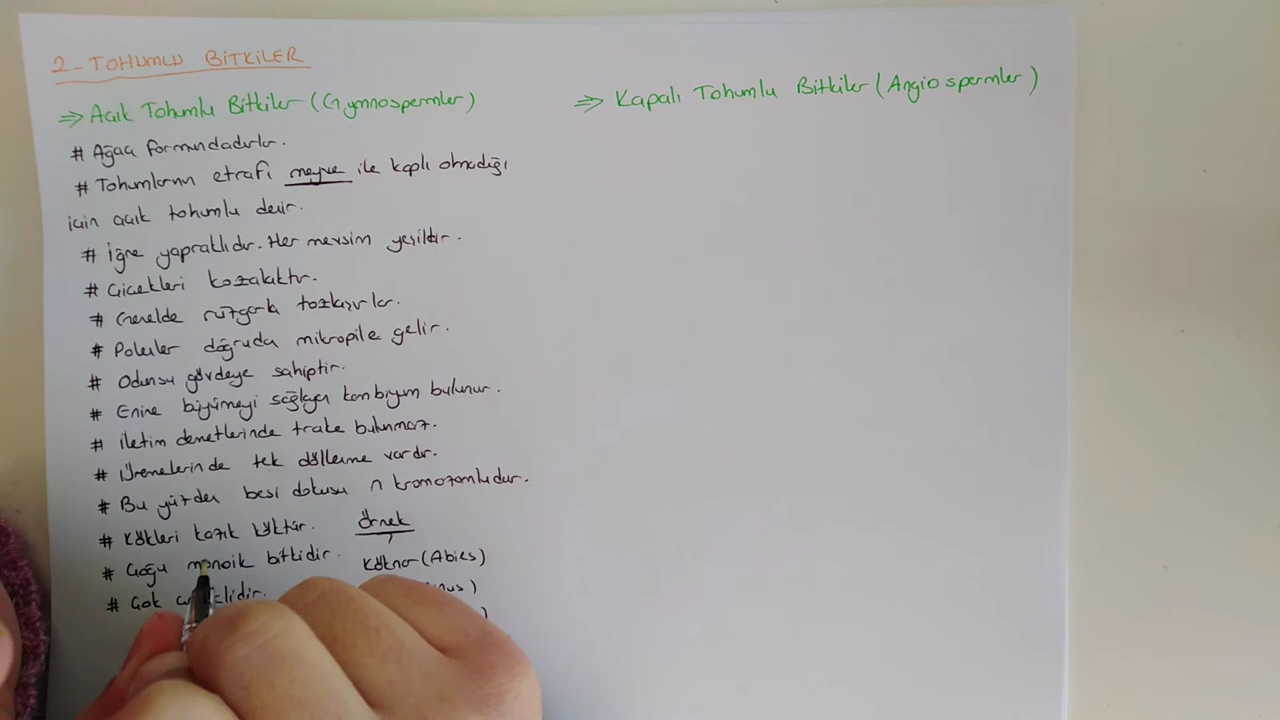 2-TOHUMLU BİTKİLER
⇒ Açık Tohumlu Bitkiler (Gymnospermler)
# Ağaç formundadırlar.
# Tohumlarının etrafı meyve ile kaplı olmadığı
için açık tohumlu denir.
# İğne yapraklıdır. Her mevsim yeşildir.
# Çiçekleri kozalaktır.
# Genelde rüzgarla tozlaşırlar.
# Polenler doğruda mikropile gelir.
# Odunsu gövdeye sahiptir.
# Enine büyümeyi sağlayan kambiyum bulunur.
# İletim demetlerinde trake bulunmaz.
# Üremelerinde tek dölleme vardır.
# Bu yüzden besi dokusu n kromozomludur.
# Kökleri kazık köktür.
# Çoğu monoik bitkidir.
# Çok
Örnek
Köknar (Abies)
⇒ Kapalı Tohumlu Bitkiler (Angiospermler)